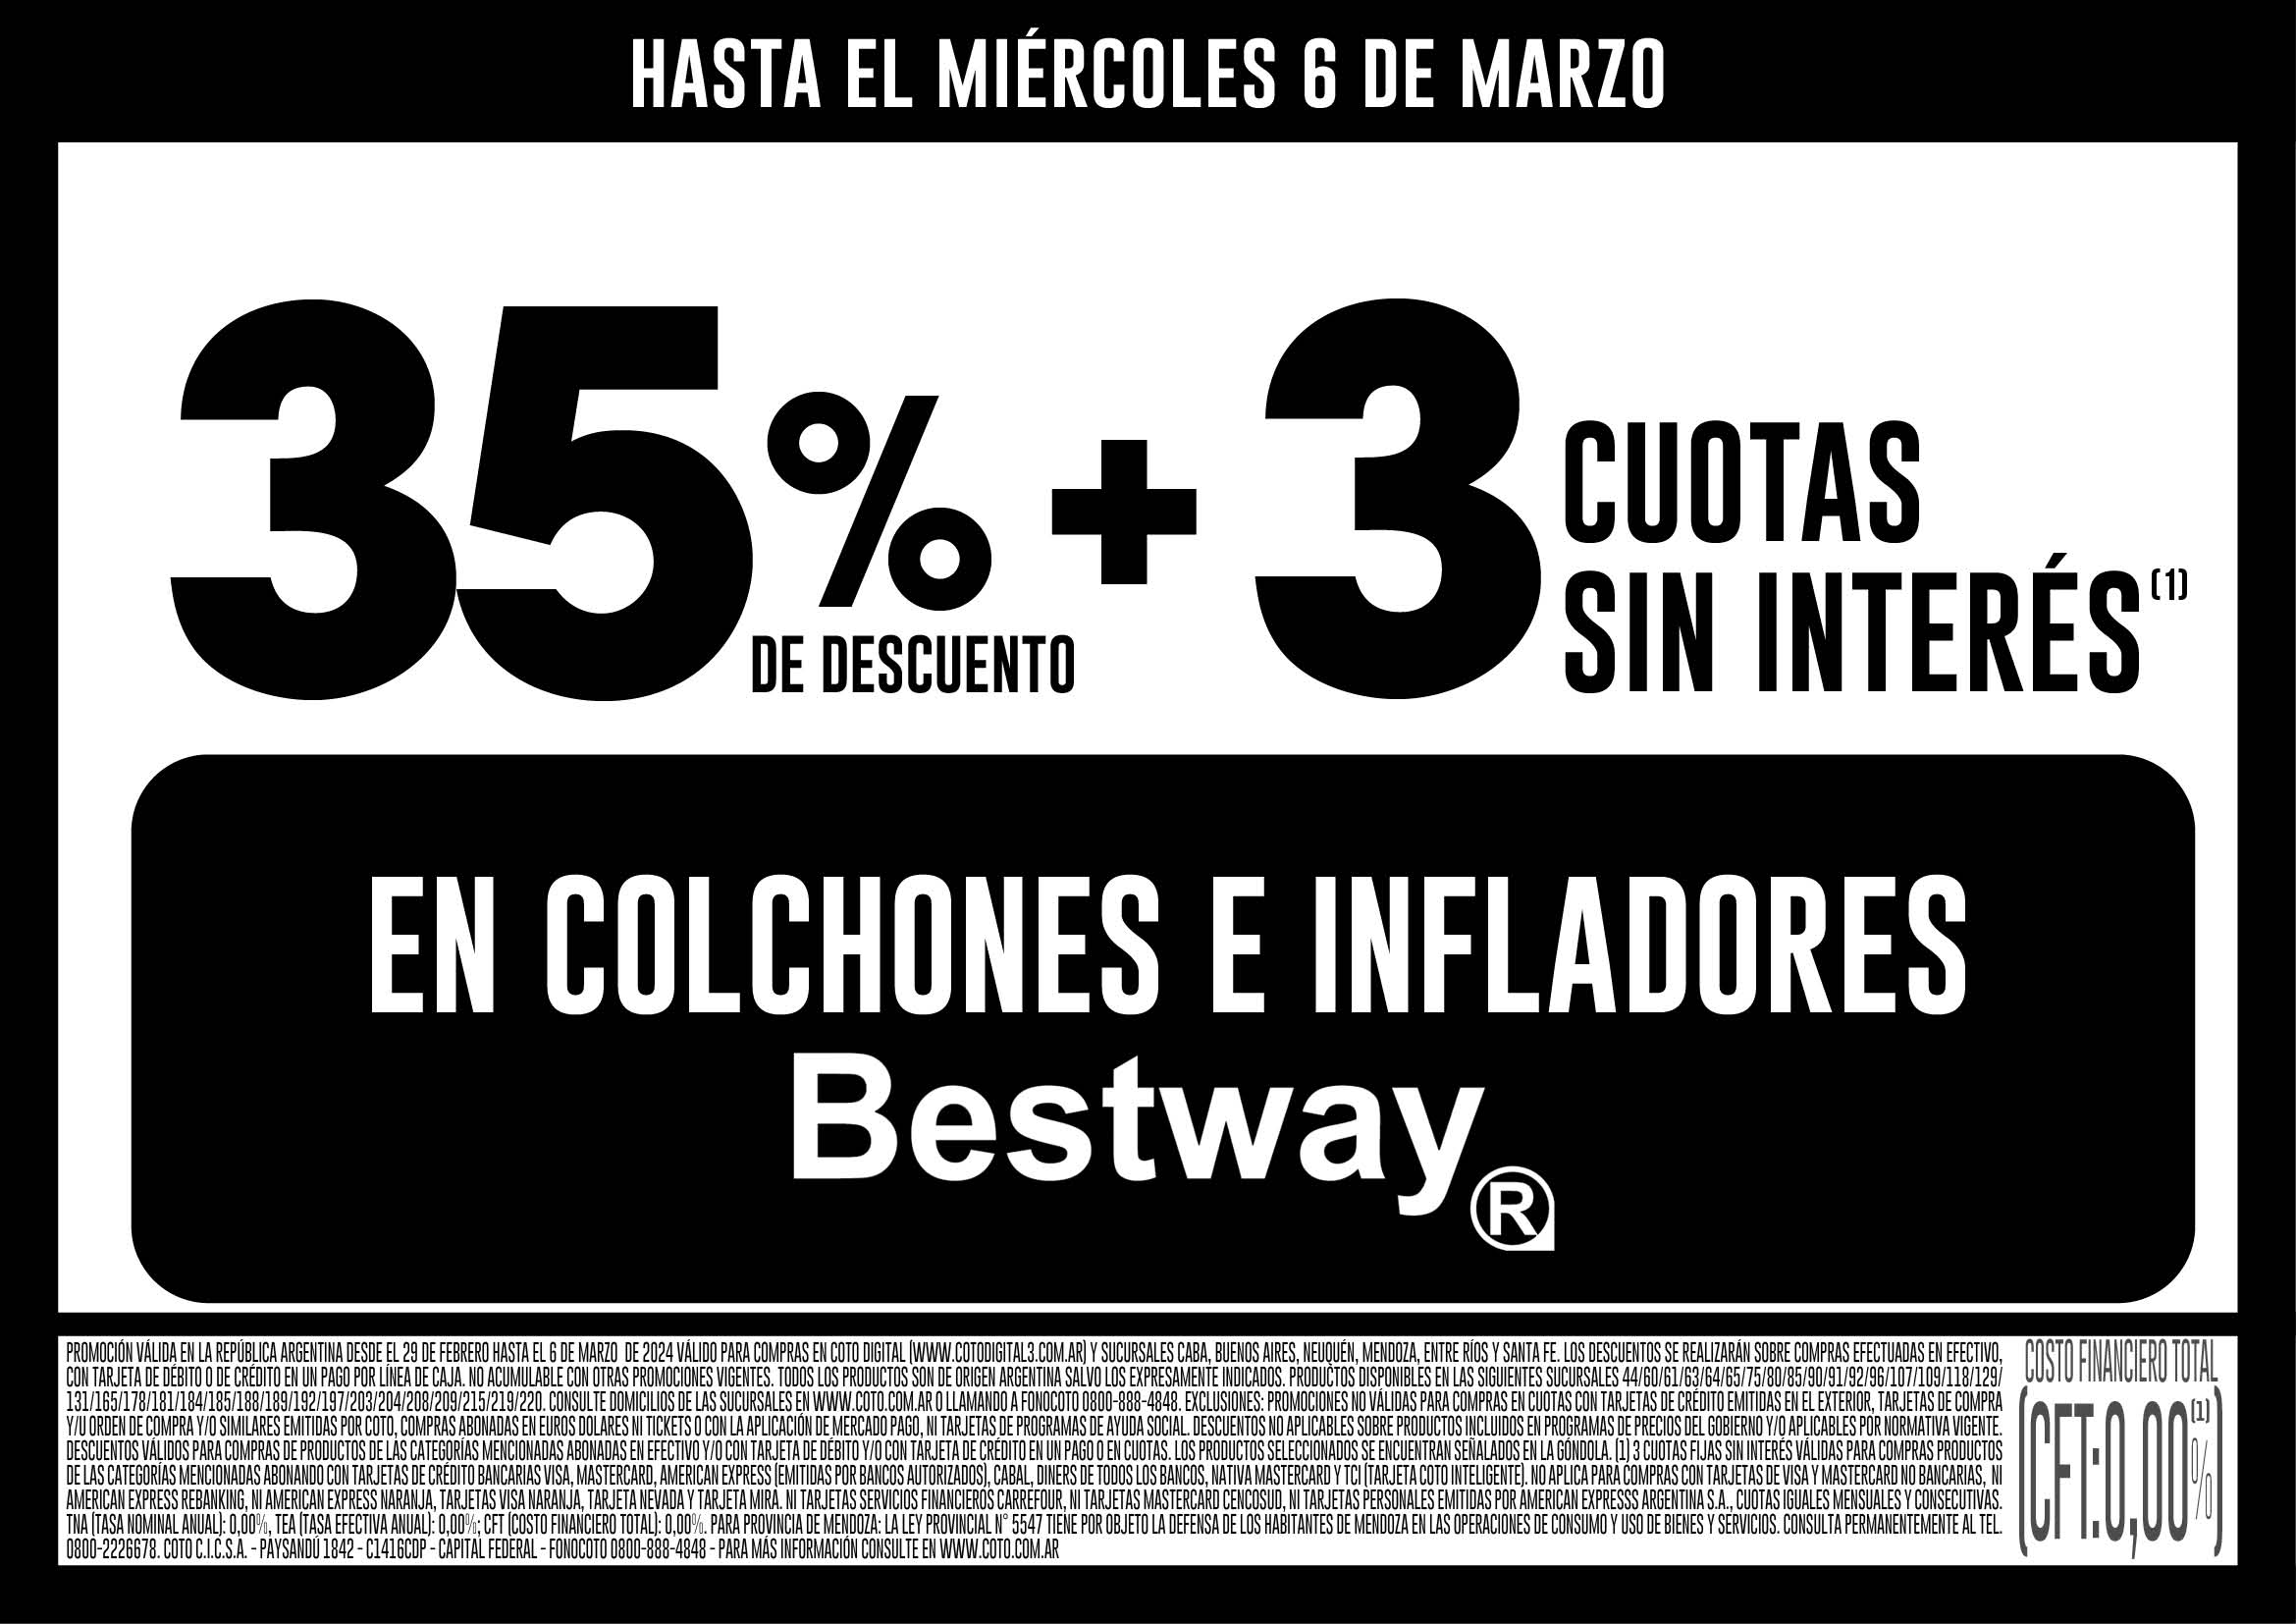 HASTA EL MIÉRCOLES 6 DE MARZO
35% DE DESCUENTO + 3 CUOTAS SIN INTERÉS (1)
EN COLCHONES E INFLADORES
Bestway®
PROMOCIÓN VÁLIDA EN LA REPÚBLICA ARGENTINA DESDE EL 29 DE FEBRERO HASTA EL 6 DE MARZO DE 2024 VÁLIDO PARA COMPRAS EN COTO DIGITAL (WWW.COTODIGITAL3.COM.AR) Y SUCURSALES CABA, BUENOS AIRES, NEUQUÉN, MENDOZA, ENTRE RÍOS Y SANTA FE. LOS DESCUENTOS SE REALIZARÁN SOBRE COMPRAS EFECTUADAS EN EFECTIVO,
CON TARJETA DE DÉBITO O DE CRÉDITO EN UN PAGO POR LÍNEA DE CAJA. NO ACUMULABLE CON OTRAS PROMOCIONES VIGENTES. TODOS LOS PRODUCTOS SON DE ORIGEN ARGENTINA SALVO LOS EXPRESAMENTE INDICADOS. PRODUCTOS DISPONIBLES EN LAS SIGUIENTES SUCURSALES 44/60/61/63/64/65/75/80/85/90/91/92/96/107/109/118/129/
131/165/178/181/184/185/188/189/192/197/203/204/208/209/215/219/220. CONSULTE DOMICILIOS DE LAS SUCURSALES EN WWW.COTO.COM.AR O LLAMANDO A FONOCOTO 0800-888-4848. EXCLUSIONES: PROMOCIONES NO VÁLIDAS PARA COMPRAS EN CUOTAS CON TARJETAS DE CRÉDITO EMITIDAS EN EL EXTERIOR, TARJETAS DE COMPRA
Y/U ORDEN DE COMPRA Y/O SIMILARES EMITIDAS POR COTO, COMPRAS ABONADAS EN EUROS DOLARES NI TICKETS O CON LA APLICACIÓN DE MERCADO PAGO, NI TARJETAS DE PROGRAMAS DE AYUDA SOCIAL. DESCUENTOS NO APLICABLES SOBRE PRODUCTOS INCLUIDOS EN PROGRAMAS DE PRECIOS DEL GOBIERNO Y/O APLICABLES POR NORMATIVA VIGENTE.
DESCUENTOS VÁLIDOS PARA COMPRAS DE PRODUCTOS DE LAS CATEGORÍAS MENCIONADAS ABONADAS EN EFECTIVO Y/O CON TARJETA DE DÉBITO Y/O CON TARJETA DE CRÉDITO EN UN PAGO O EN CUOTAS. LOS PRODUCTOS SELECCIONADOS SE ENCUENTRAN SEÑALADOS EN LA GÓNDOLA. (1) 3 CUOTAS FIJAS SIN INTERÉS VÁLIDAS PARA COMPRAS PRODUCTOS
DE LAS CATEGORÍAS MENCIONADAS ABONANDO CON TARJETAS DE CRÉDITO BANCARIAS VISA, MASTERCARD, AMERICAN EXPRESS (EMITIDAS POR BANCOS AUTORIZADOS), CABAL, DINERS DE TODOS LOS BANCOS, NATIVA MASTERCARD Y TCI (TARJETA COTO INTELIGENTE). NO APLICA PARA COMPRAS CON TARJETAS DE VISA Y MASTERCARD NO BANCARIAS, NI
AMERICAN EXPRESS REBANKING, NI AMERICAN EXPRESS NARANJA, TARJETAS VISA NARANJA, TARJETA NEVADA Y TARJETA MIRA. NI TARJETAS SERVICIOS FINANCIEROS CARREFOUR, NI TARJETAS MASTERCARD CENCOSUD, NI TARJETAS PERSONALES EMITIDAS POR AMERICAN EXPRESSS ARGENTINA S.A., CUOTAS IGUALES MENSUALES Y CONSECUTIVAS.
TNA (TASA NOMINAL ANUAL): 0,00%, TEA (TASA EFECTIVA ANUAL): 0,00%; CFT (COSTO FINANCIERO TOTAL): 0,00%. PARA PROVINCIA DE MENDOZA: LA LEY PROVINCIAL N° 5547 TIENE POR OBJETO LA DEFENSA DE LOS HABITANTES DE MENDOZA EN LAS OPERACIONES DE CONSUMO Y USO DE BIENES Y SERVICIOS. CONSULTA PERMANENTEMENTE AL TEL.
0800-2226678. COTO C.I.C.S.A. - PAYSANDÚ 1842 - C1416CDP - CAPITAL FEDERAL - FONOCOTO 0800-888-4848 - PARA MÁS INFORMACIÓN CONSULTE EN WWW.COTO.COM.AR
COSTO FINANCIERO TOTAL
(CFT:0,00%) (1)